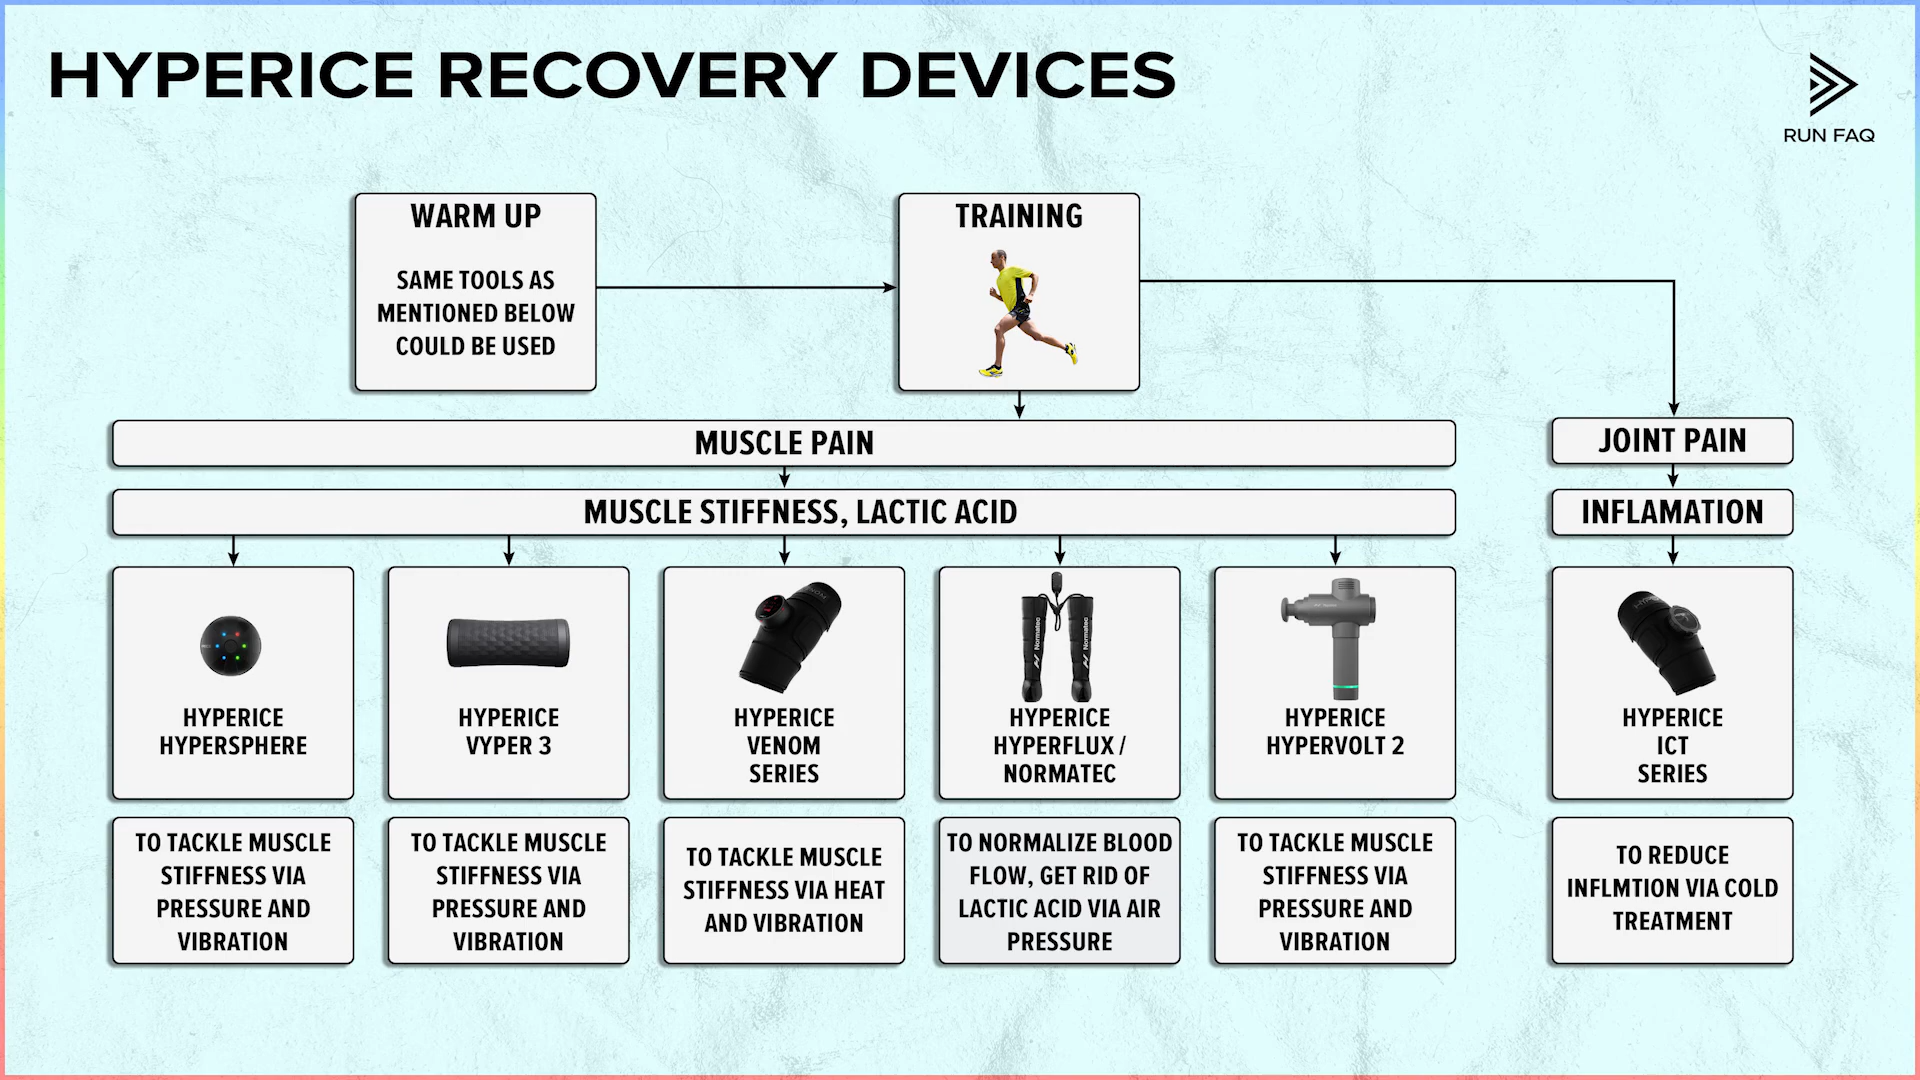 HYPERICE RECOVERY DEVICES
RUN FAQ
WARM UP
SAME TOOLS AS
MENTIONED BELOW
COULD BE USED
TRAINING
MUSCLE PAIN
JOINT PAIN
MUSCLE STIFFNESS, LACTIC ACID
INFLAMATION
HYPERICE
HYPERSPHERE
HYPERICE
VYPER 3
HYPERICE
VENOM
SERIES
Normatec
Normatec
HYPERICE
HYPERFLUX /
NORMATEC
HYPERICE
HYPERVOLT 2
HYPERICE
ICT
SERIES
TO TACKLE MUSCLE
STIFFNESS VIA
PRESSURE AND
VIBRATION
TO TACKLE MUSCLE
STIFFNESS VIA
PRESSURE AND
VIBRATION
TO TACKLE MUSCLE
STIFFNESS VIA HEAT
AND VIBRATION
TO NORMALIZE BLOOD
FLOW, GET RID OF
LACTIC ACID VIA AIR
PRESSURE
TO TACKLE MUSCLE
STIFFNESS VIA
PRESSURE AND
VIBRATION
TO REDUCE
INFLMTION VIA COLD
TREATMENT